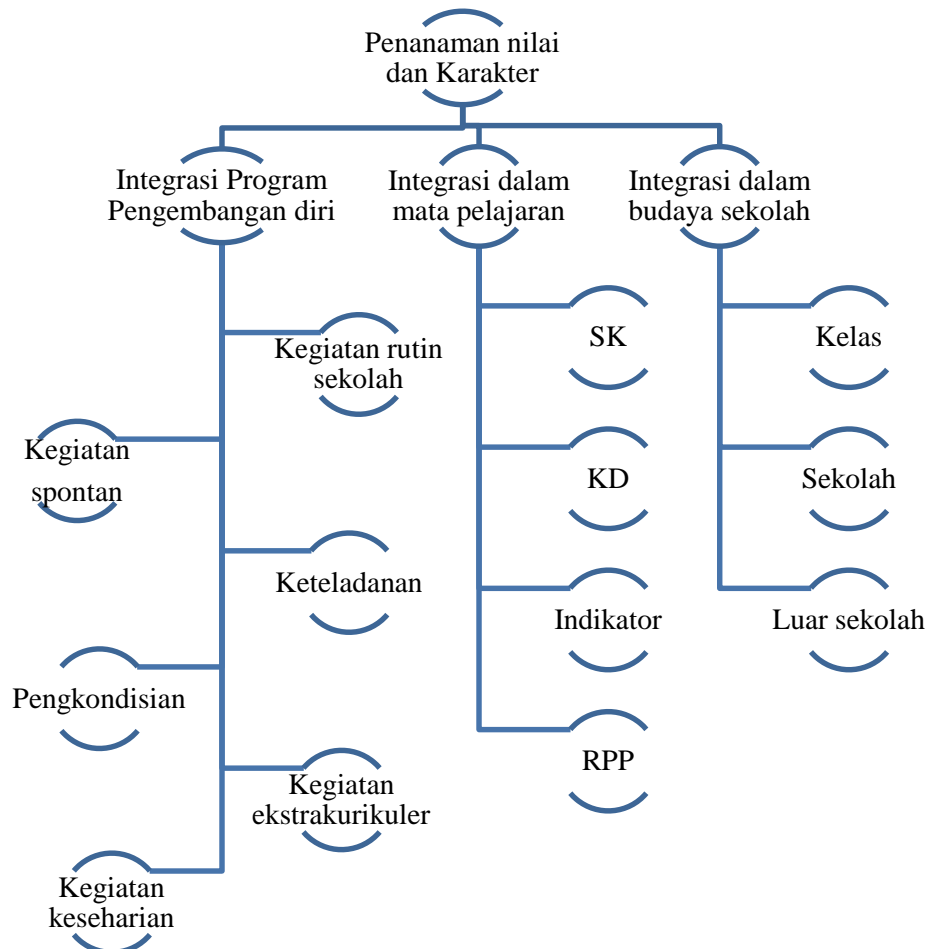 Penanaman nilai
dan Karakter
Integrasi Program
Pengembangan diri
Kegiatan rutin
sekolah
Kegiatan
spontan
Keteladanan
Pengkondisian
Kegiatan
ekstrakurikuler
Kegiatan
keseharian
Integrasi dalam
mata pelajaran
SK
KD
Indikator
RPP
Integrasi dalam
budaya sekolah
Kelas
Sekolah
Luar sekolah